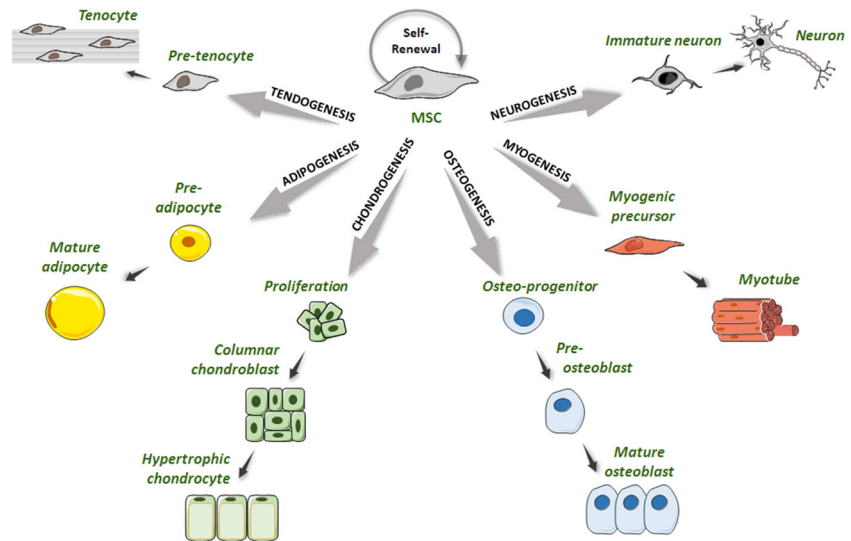 Tenocyte
Pre-tenocyte
Self-
Renewal
MSC
Immature neuron
Neuron
TENDOGENESIS
NEUROGENESIS
ADIPOGENESIS
CHONDROGENESIS
OSTEOGENESIS
MYOGENESIS
Pre-
adipocyte
Mature
adipocyte
Myogenic
precursor
Myotube
Proliferation
Columnar
chondroblast
Hypertrophic
chondrocyte
Osteo-progenitor
Pre-
osteoblast
Mature
osteoblast